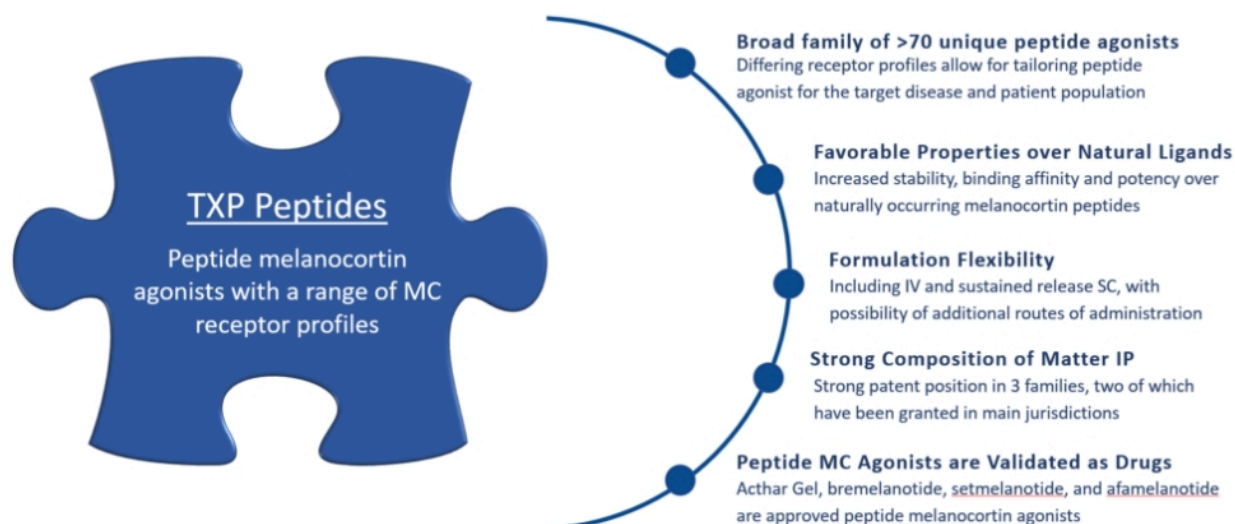 TXP Peptides
Peptide melanocortin
agonists with a range of MC
receptor profiles
Broad family of >70 unique peptide agonists
Differing receptor profiles allow for tailoring peptide
agonist for the target disease and patient population
Favorable Properties over Natural Ligands
Increased stability, binding affinity and potency over
naturally occurring melanocortin peptides
Formulation Flexibility
Including IV and sustained release SC, with
possibility of additional routes of administration
Strong Composition of Matter IP
Strong patent position in 3 families, two of which
have been granted in main jurisdictions
Peptide MC Agonists are Validated as Drugs
Acthar Gel, bremelanotide, setmelanotide, and afamelanotide
are approved peptide melanocortin agonists